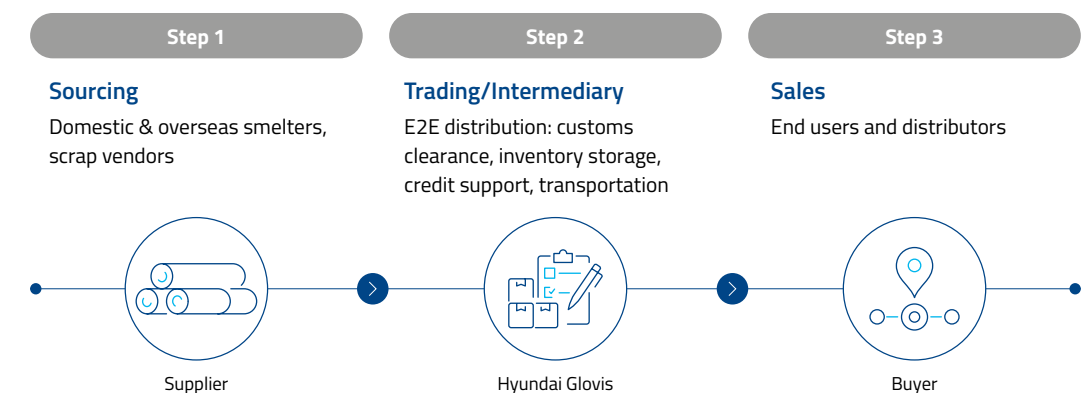 Step 1
Step 2
Step 3
Sourcing
Domestic & overseas smelters,
scrap vendors
Trading/Intermediary
E2E distribution: customs
clearance, inventory storage,
credit support, transportation
Sales
End users and distributors
Supplier
Hyundai Glovis
Buyer